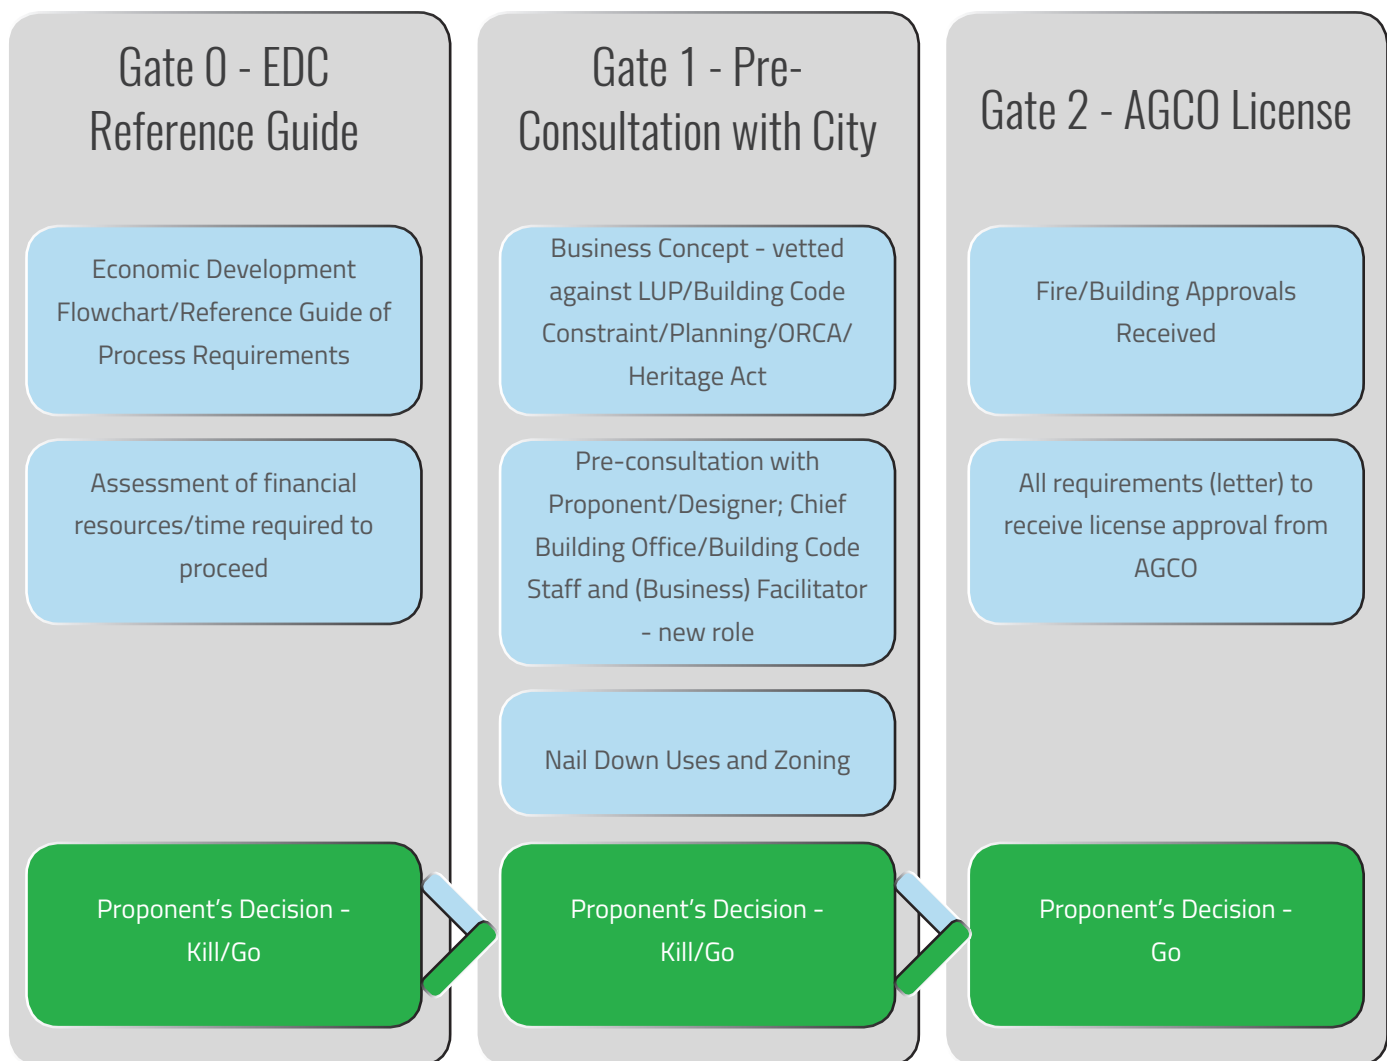 Gate 0 - EDC
Reference Guide
Economic Development
Flowchart/Reference Guide of
Process Requirements
Assessment of financial
resources/time required to
proceed
Proponent’s Decision -
Kill/Go
Gate 1 - Pre-
Consultation with City
Business Concept - vetted
against LUP/Building Code
Constraint/Planning/ORCA/
Heritage Act
Pre-consultation with
Proponent/Designer; Chief
Building Office/Building Code
Staff and (Business) Facilitator
- new role
Nail Down Uses and Zoning
Proponent’s Decision -
Kill/Go
Gate 2 - AGCO License
Fire/Building Approvals
Received
All requirements (letter) to
receive license approval from
AGCO
Proponent’s Decision -
Go